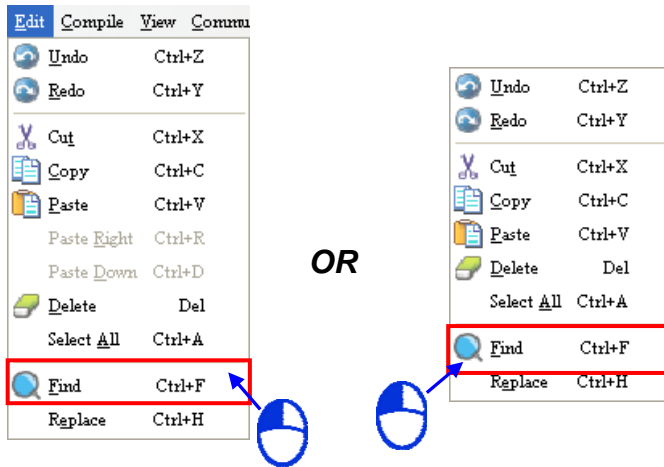 Edit Compile View Commu
Undo Ctrl+Z
Redo Ctrl+Y
Cut Ctrl+X
Copy Ctrl+C
Paste Ctrl+V
Paste Right Ctrl+R
Paste Down Ctrl+D
Delete Del
Select All Ctrl+A
Find Ctrl+F
Replace Ctrl+H
OR
Undo Ctrl+Z
Redo Ctrl+Y
Cut Ctrl+X
Copy Ctrl+C
Paste Ctrl+V
Delete Del
Select All Ctrl+A
Find Ctrl+F
Replace Ctrl+H